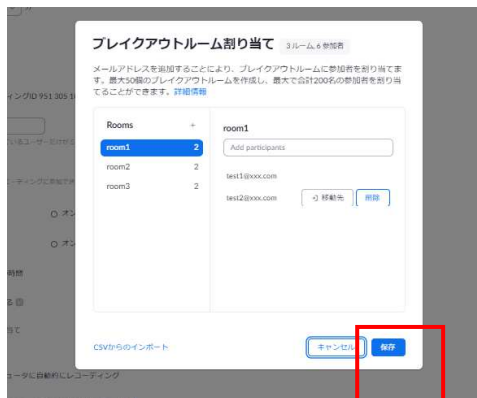 ブレイクアウトルーム割り当て 3 ルーム, 6 参加者
メールアドレスを追加することにより、ブレイクアウトルームに参加者を割り当てま
す。最大50個のブレイクアウトルームを作成し、最大で合計200名の参加者を割り当
てることができます。詳細情報
ィングID 951 305 1
Rooms +
room1 2
room2 2
room3 2
room1
Add participants
test1@xxx.com
test2@xxx.com 移動先 削除
オン
オン
時間
る
当て
CSVからのインポート
キャンセル 保存
ュータに自動的にレコーディング